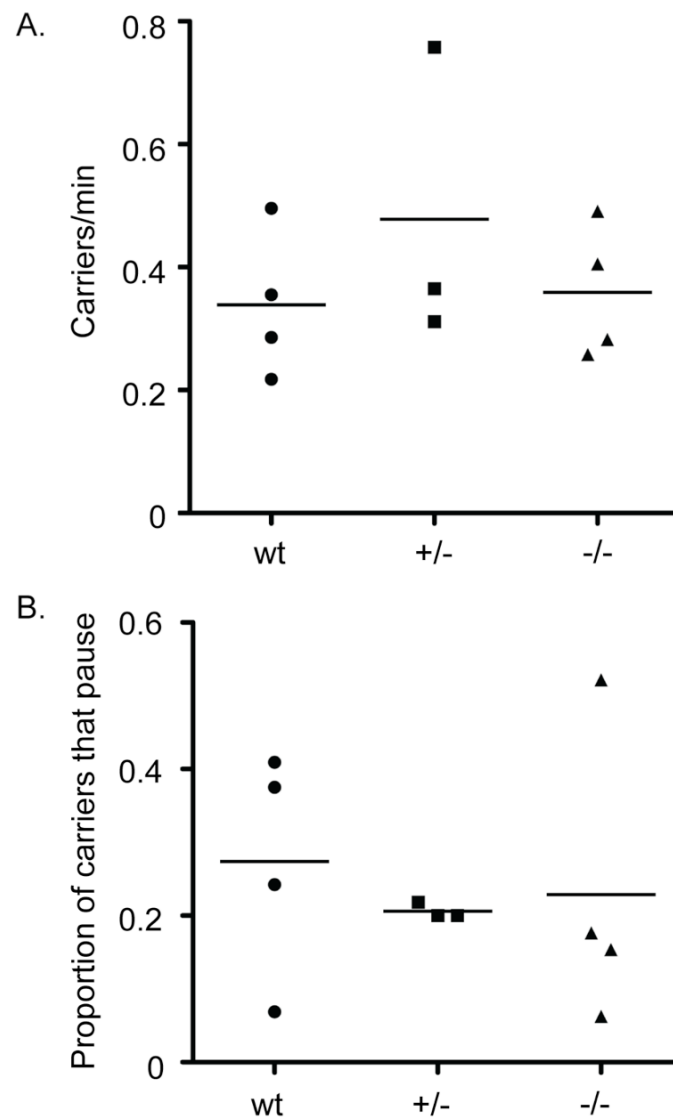 A.
Carriers/min
0.8
0.6
0.4
0.2
0
wt +/- -/-
B.
Proportion of carriers that pause
0.6
0.4
0.2
0
wt +/- -/-